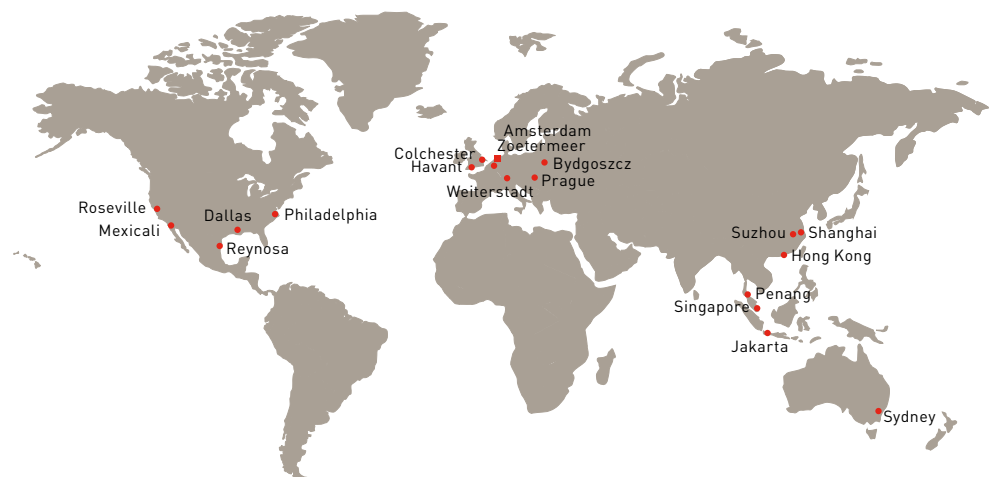 Amsterdam
Zoetermeer
Colchester
Havant
Bydgoszcz
Prague
Weiterstadt
Roseville
Dallas
Philadelphia
Mexicali
Reynosa
Suzhou
Shanghai
Hong Kong
Penang
Singapore
Jakarta
Sydney